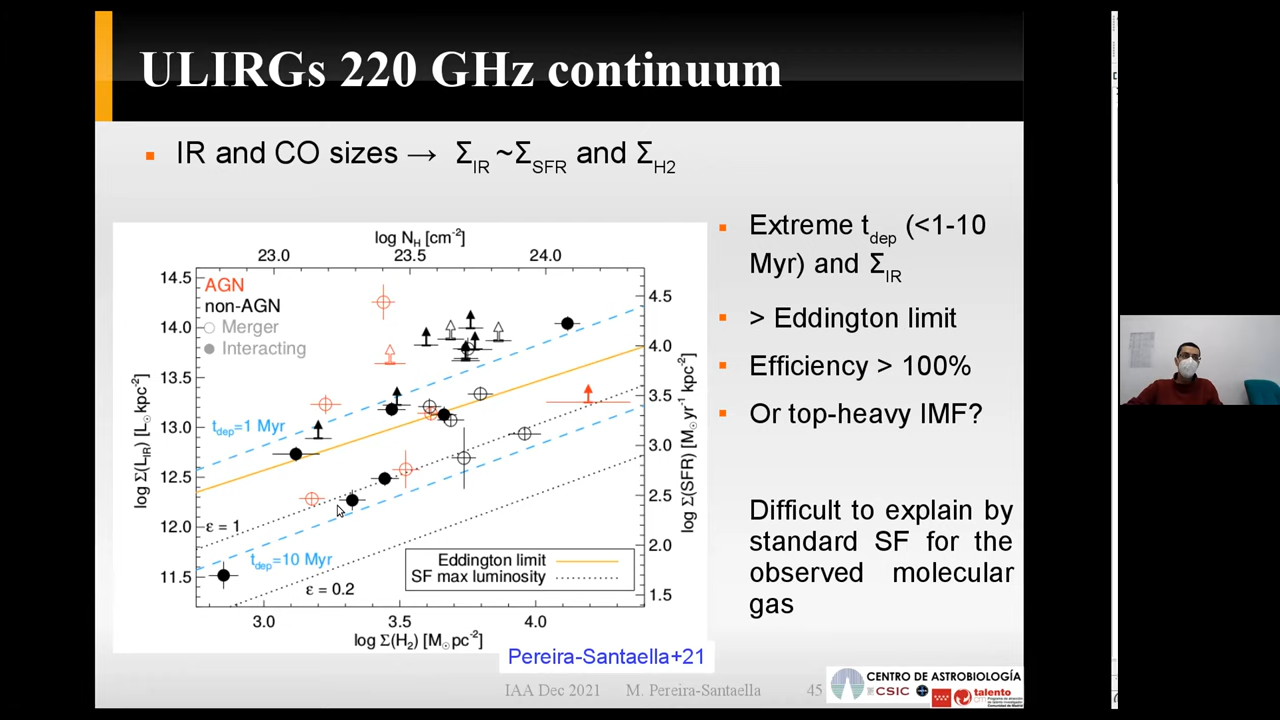 ULIRGs 220 GHz continuum
IR and CO sizes → Σ_IR ~Σ_SFR and Σ_H2
log N_H [cm⁻²]
23.0 23.5 24.0
14.5
14.0
13.5
13.0
12.5
12.0
11.5
log Σ(L_IR) [L_⊙ kpc⁻²]
AGN
non-AGN
Merger
Interacting
t_dep=1 Myr
ε = 1
t_dep=10 Myr
ε = 0.2
Eddington limit
SF max luminosity
4.5
4.0
3.5
3.0
2.5
2.0
1.5
log Σ(SFR) [M_⊙ yr⁻¹ kpc⁻²]
3.0 3.5 4.0
log Σ(H₂) [M_⊙ pc⁻²]
Pereira-Santaella+21
Extreme t_dep (<1-10
Myr) and Σ_IR
> Eddington limit
Efficiency > 100%
Or top-heavy IMF?
Difficult to explain by
standard SF for the
observed molecular
gas
IAA Dec 2021 M. Pereira-Santaella 45
CENTRO DE ASTROBIOLOGÍA
CSIC
talento